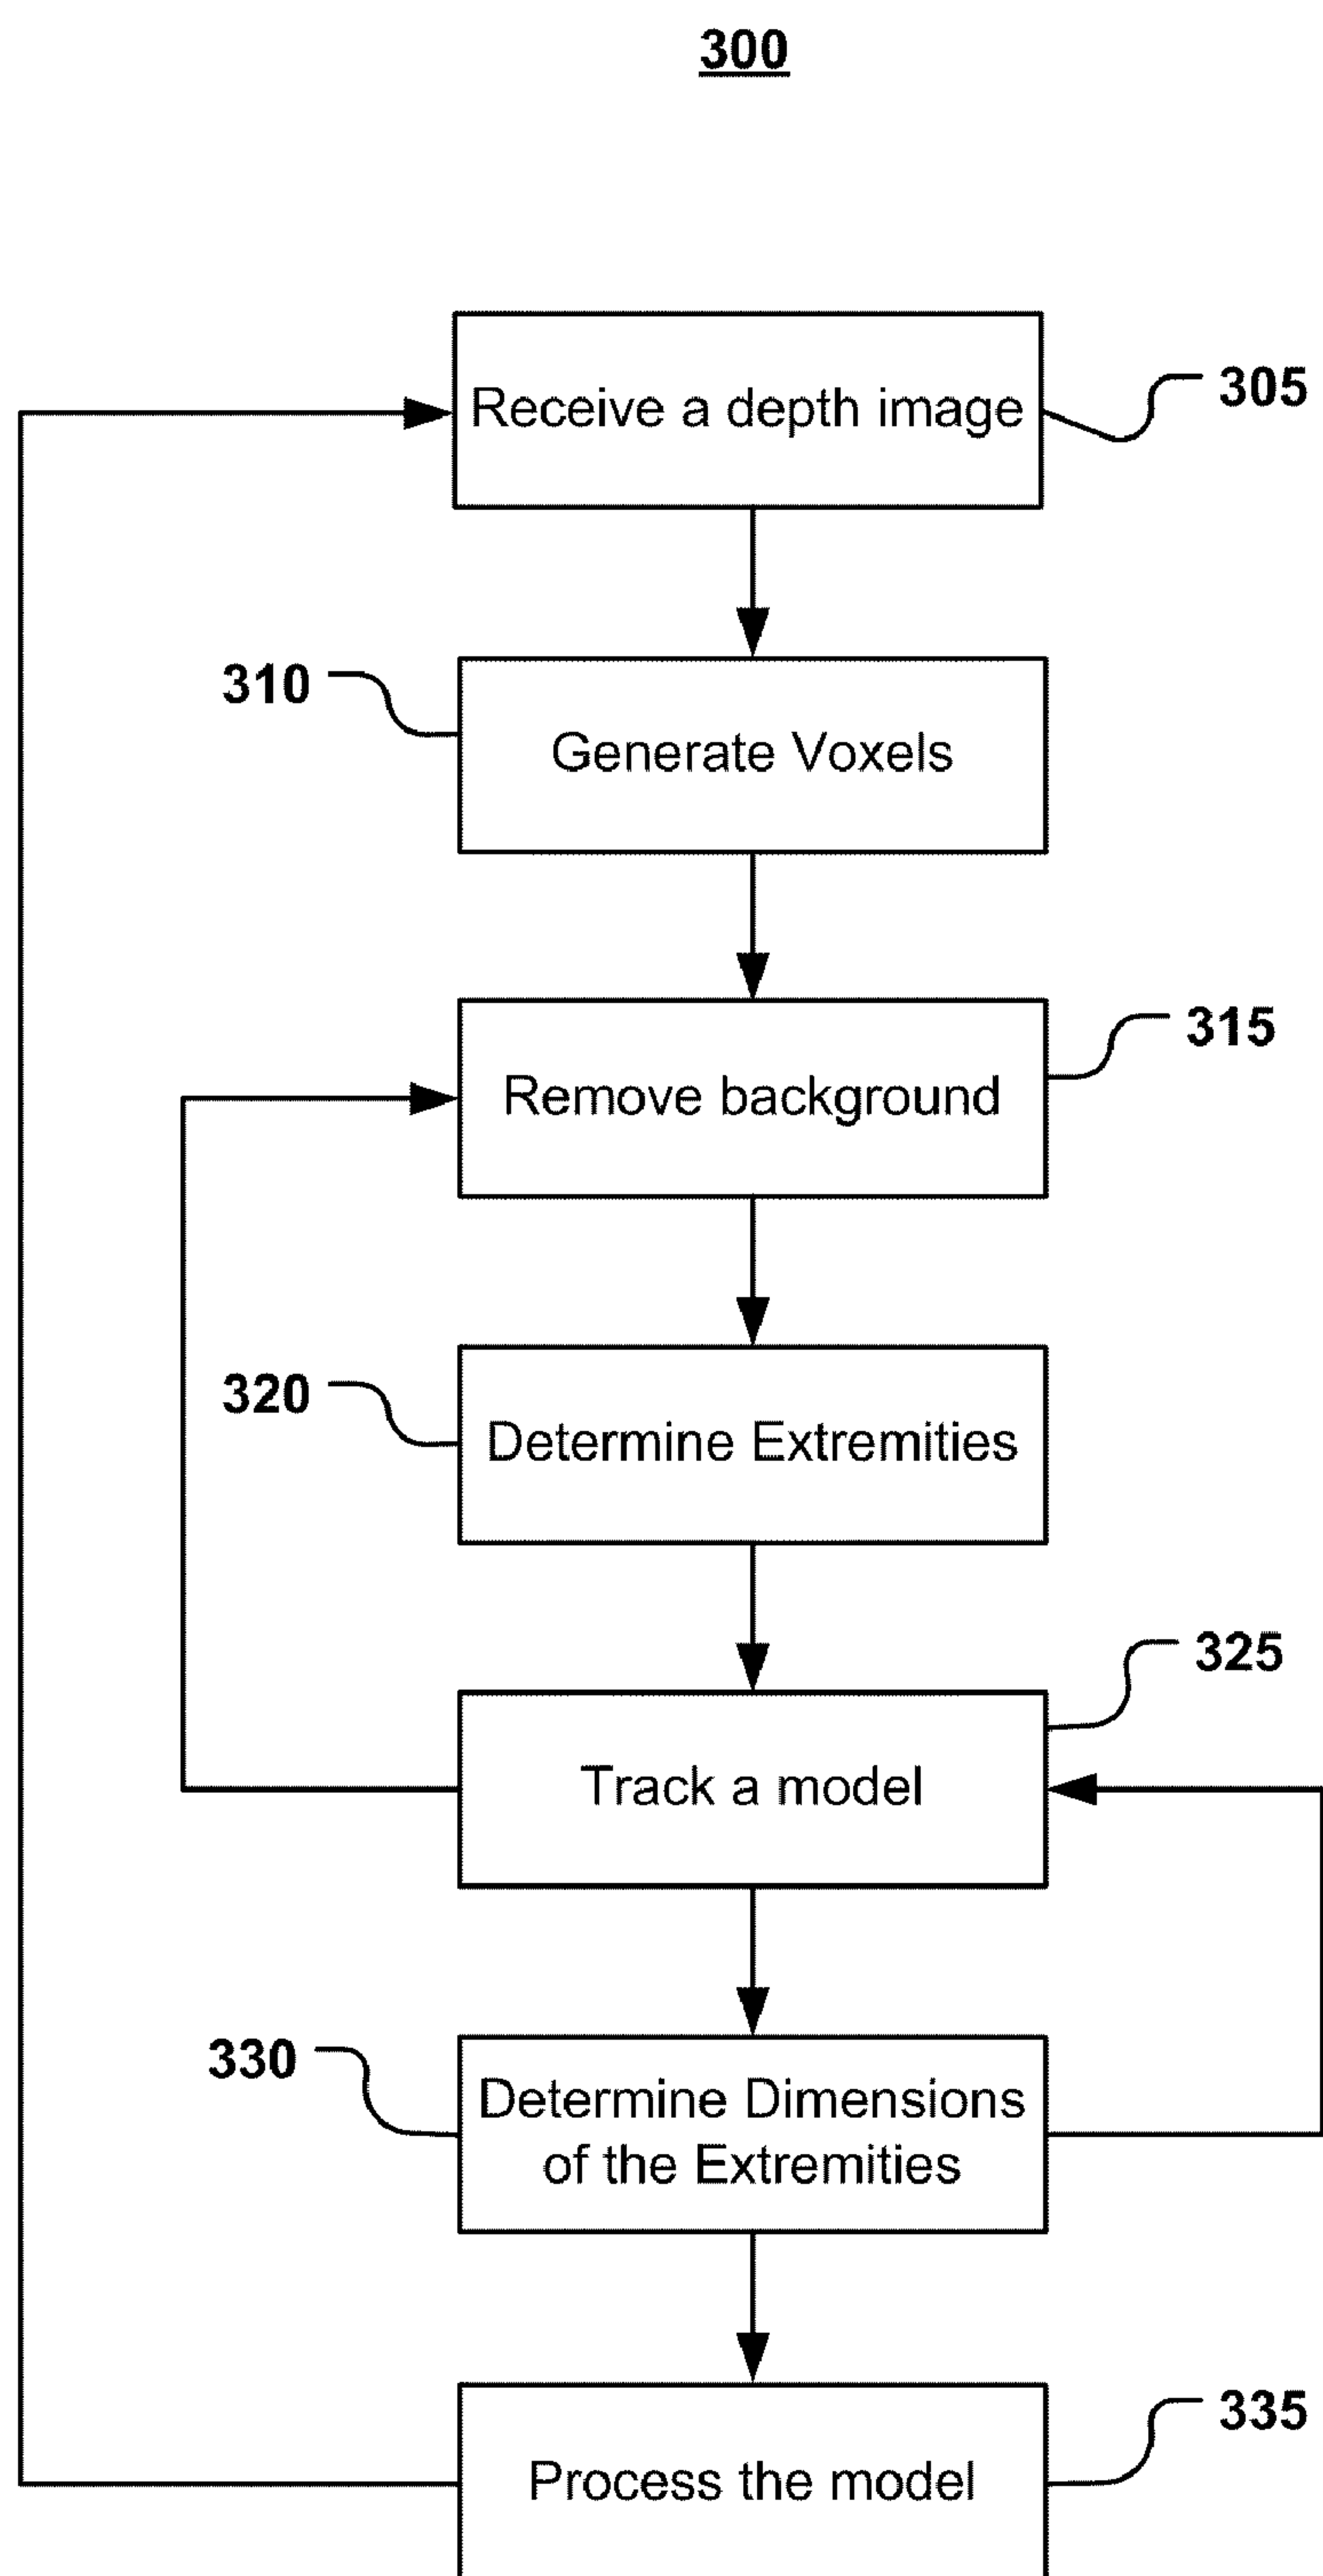 300
Receive a depth image
305
310
Generate Voxels
315
Remove background
320
Determine Extremities
325
Track a model
330
Determine Dimensions
of the Extremities
335
Process the model